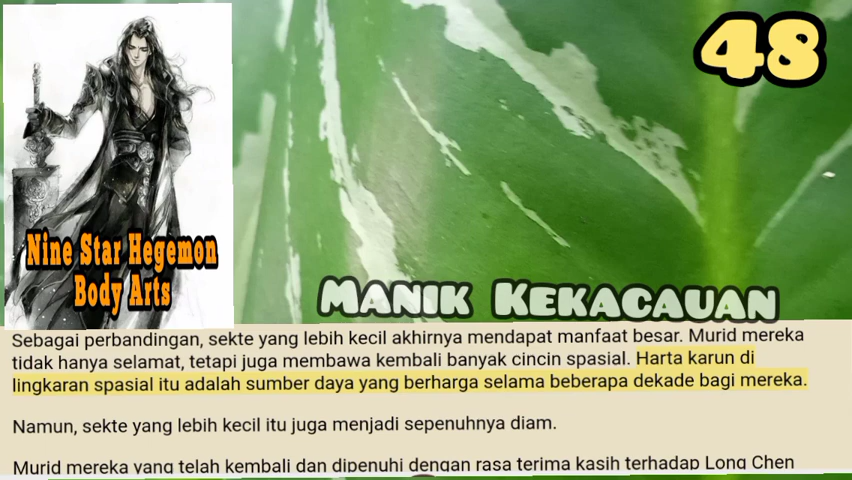 48
Nine Star Hegemon
Body Arts
Manik Kekacauan
Sebagai perbandingan, sekte yang lebih kecil akhirnya mendapat manfaat besar. Murid mereka
tidak hanya selamat, tetapi juga membawa kembali banyak cincin spasial. Harta karun di
lingkaran spasial itu adalah sumber daya yang berharga selama beberapa dekade bagi mereka.
Namun, sekte yang lebih kecil itu juga menjadi sepenuhnya diam.
Murid mereka yang telah kembali dan dipenuhi dengan rasa terima kasih terhadap Long Chen